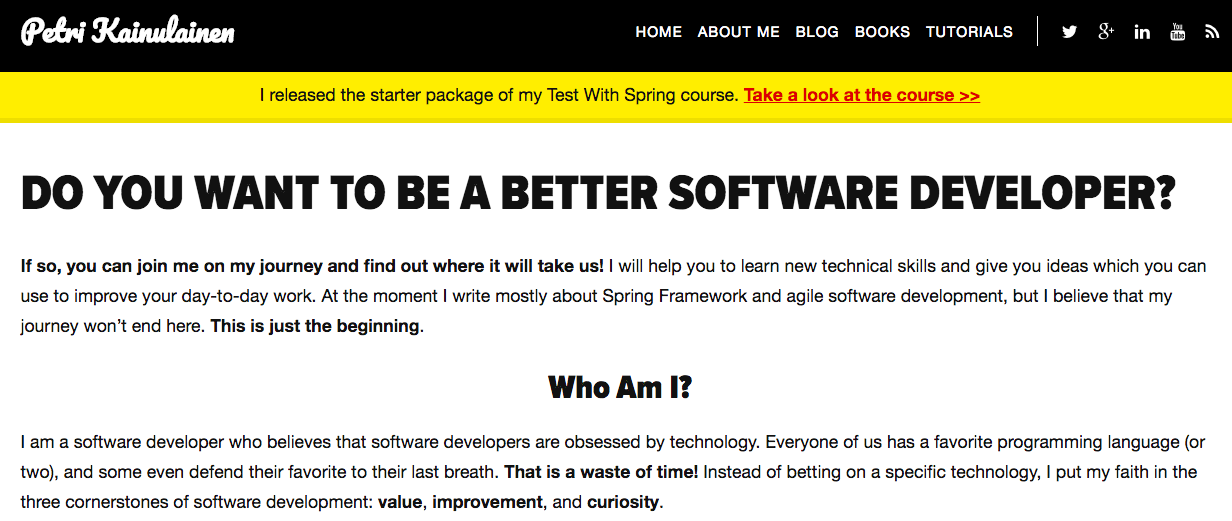 Petri Kainulainen
HOME ABOUT ME BLOG BOOKS TUTORIALS
You
Tube
I released the starter package of my Test With Spring course. Take a look at the course >>
DO YOU WANT TO BE A BETTER SOFTWARE DEVELOPER?
If so, you can join me on my journey and find out where it will take us! I will help you to learn new technical skills and give you ideas which you can
use to improve your day-to-day work. At the moment I write mostly about Spring Framework and agile software development, but I believe that my
journey won’t end here. This is just the beginning.
Who Am I?
I am a software developer who believes that software developers are obsessed by technology. Everyone of us has a favorite programming language (or
two), and some even defend their favorite to their last breath. That is a waste of time! Instead of betting on a specific technology, I put my faith in the
three cornerstones of software development: value, improvement, and curiosity.